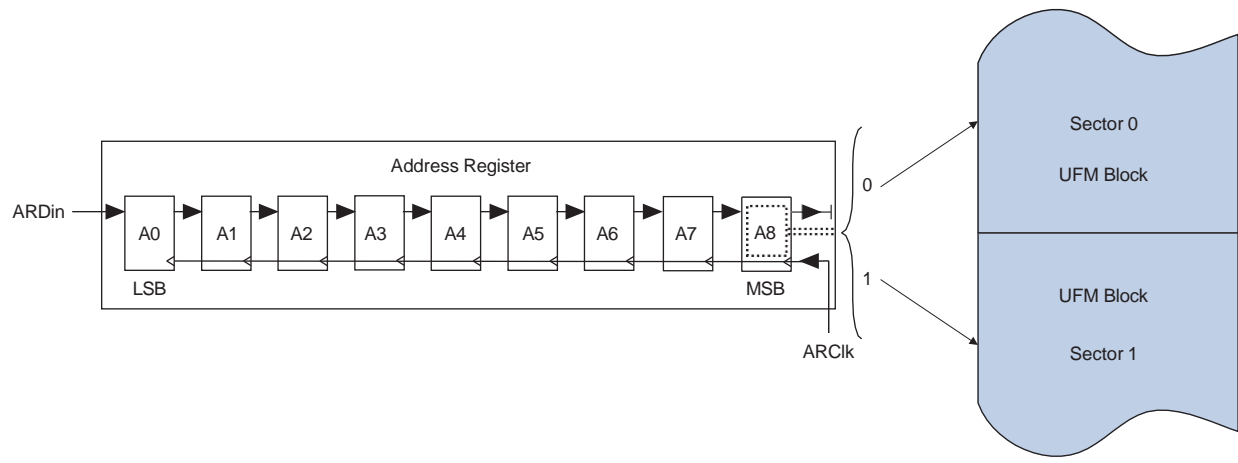 Address Register
ARDin
A0
A1
A2
A3
A4
A5
A6
A7
A8
LSB
MSB
ARClk
0
1
Sector 0
UFM Block
UFM Block
Sector 1